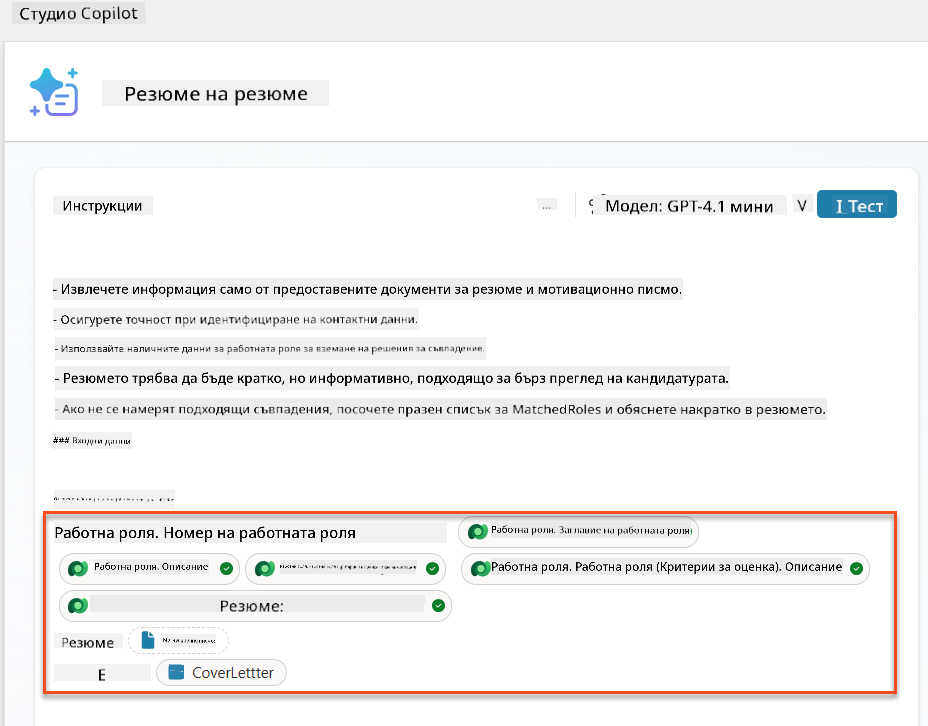 Студио Copilot
Резюме на резюме
Инструкции
...
Модел: GPT-4.1 мини
V
I Тест
- Извлечете информация само от предоставените документи за резюме и мотивационно писмо.
- Осигурете точност при идентифициране на контактни данни.
- Използвайте наличните данни за работната роля за вземане на решения за съвпадение.
- Резюмето трябва да бъде кратко, но информативно, подходящо за бърз преглед на кандидатурата.
- Ако не се намерят подходящи съвпадения, посочете празен списък за MatchedRoles и обяснете накратко в резюмето.
### Входни данни
Работна роля. Номер на работната роля
Работна роля. Заглавие на работната роля
Работна роля. Описание
Работна роля. Работна роля (Критерии за оценка). Описание
Резюме:
Резюме
Е
CoverLettter